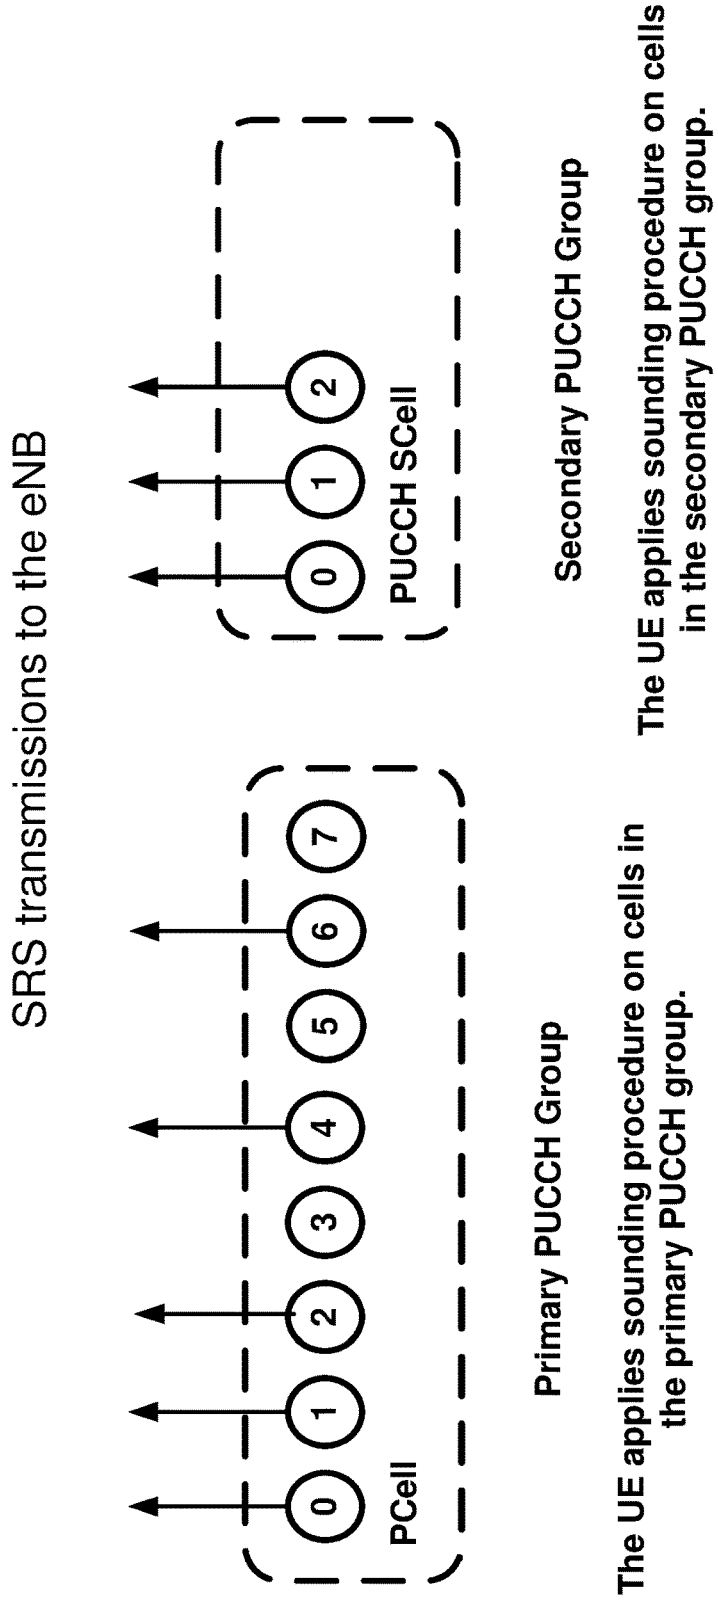 SRS transmissions to the eNB
0
1
2
3
4
5
6
7
PCell
0
1
2
PUCCH SCell
Primary PUCCH Group
Secondary PUCCH Group
The UE applies sounding procedure on cells in
the primary PUCCH group.
The UE applies sounding procedure on cells
in the secondary PUCCH group.